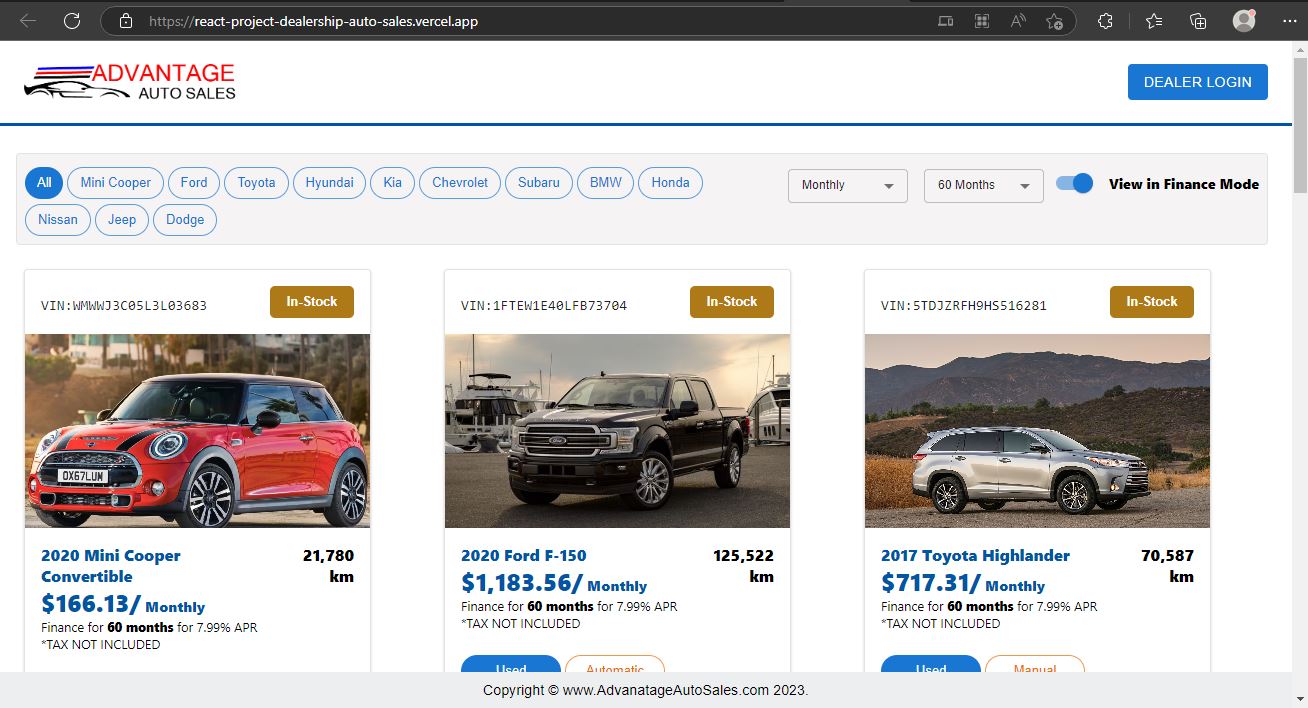 https://react-project-dealership-auto-sales.vercel.app
ADVANTAGE
AUTO SALES
DEALER LOGIN
All Mini Cooper Ford Toyota Hyundai Kia Chevrolet Subaru BMW Honda
Nissan Jeep Dodge
Monthly 60 Months View in Finance Mode
VIN:WMWWJ3C05L3L03683 In-Stock
OX67LUM
2020 Mini Cooper Convertible 21,780 km
$166.13/ Monthly
Finance for 60 months for 7.99% APR
*TAX NOT INCLUDED
VIN:1FTEW1E40LFB73704 In-Stock
Ford
2020 Ford F-150 125,522 km
$1,183.56/ Monthly
Finance for 60 months for 7.99% APR
*TAX NOT INCLUDED
Used Automatic
VIN:5TDJZRFH9HS516281 In-Stock
2017 Toyota Highlander 70,587 km
$717.31/ Monthly
Finance for 60 months for 7.99% APR
*TAX NOT INCLUDED
Used Manual
Copyright © www.AdvanatageAutoSales.com 2023.